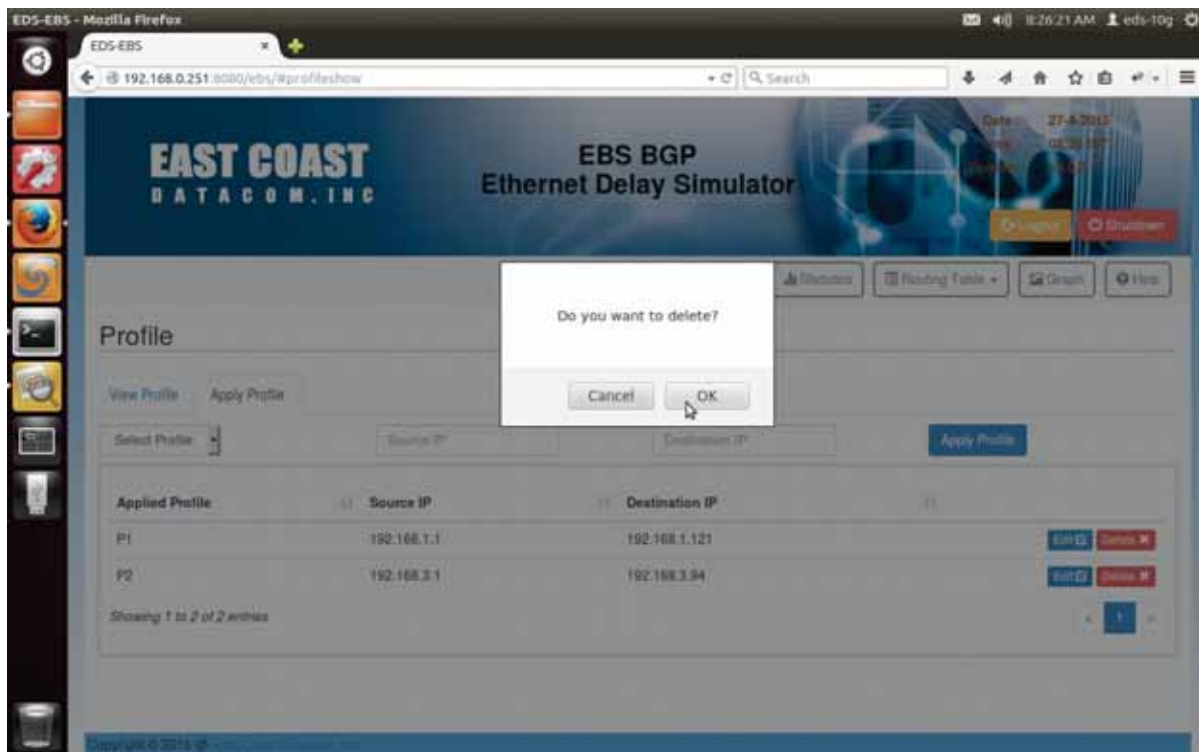 EDS-EBS - Mozilla Firefox
8:26:21 AM eds-10g
EDS-EBS
192.168.0.251:8080/ebs/#profileshow
Search
EAST COAST
DATACOM.INC
EBS BGP
Ethernet Delay Simulator
Date :
Logout
Shutdown
Statistics
Routing Table
Graph
Help
Do you want to delete?
Cancel
OK
Profile
View Profile
Apply Profile
Select Profile
Source IP
Destination IP
Apply Profile
Applied Profile Source IP Destination IP
P1 192.168.1.1 192.168.1.121 Edit Delete
P2 192.168.3.1 192.168.3.94 Edit Delete
Showing 1 to 2 of 2 entries
« 1 »
Copyright © 2015 @